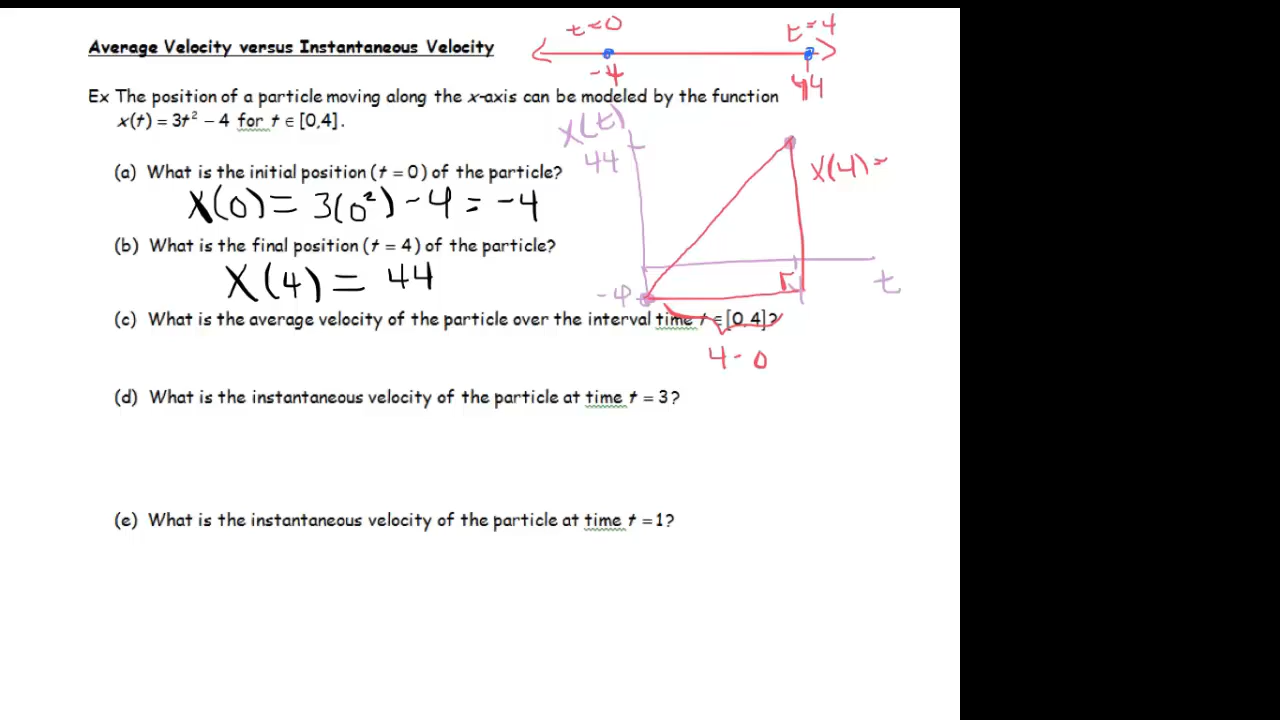 t=0
t=4
Average Velocity versus Instantaneous Velocity
-4
44
Ex The position of a particle moving along the x-axis can be modeled by the function
x(t) = 3t² – 4 for t ∈ [0,4].
x(t)
44
x(4) -
(a) What is the initial position (t = 0) of the particle?
X(0) = 3(0²) - 4 = -4
(b) What is the final position (t = 4) of the particle?
X(4) = 44
t
-4
(c) What is the average velocity of the particle over the interval time t ∈ [0,4]?
4 - 0
(d) What is the instantaneous velocity of the particle at time t = 3?
(e) What is the instantaneous velocity of the particle at time t = 1?